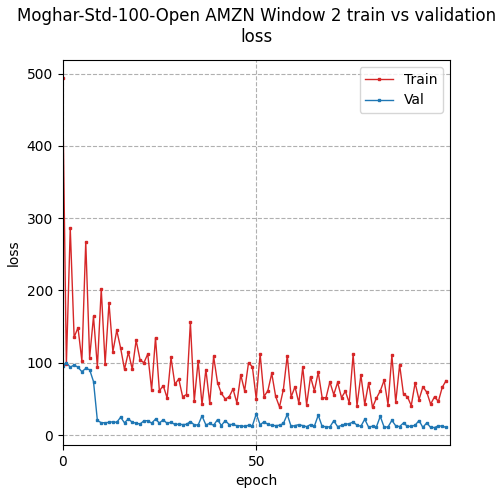 Moghar-Std-100-Open AMZN Window 2 train vs validation
loss
500
400
300
200
100
0
loss
Train
Val
0
50
epoch